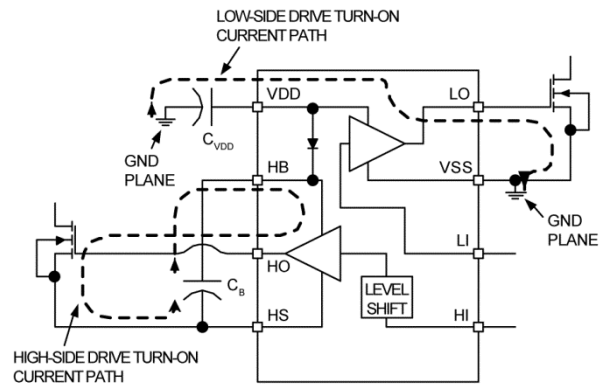 LOW-SIDE DRIVE TURN-ON
CURRENT PATH
VDD
LO
GND
PLANE
CVDD
HB
VSS
GND
PLANE
HO
LI
CB
LEVEL
SHIFT
HS
HI
HIGH-SIDE DRIVE TURN-ON
CURRENT PATH